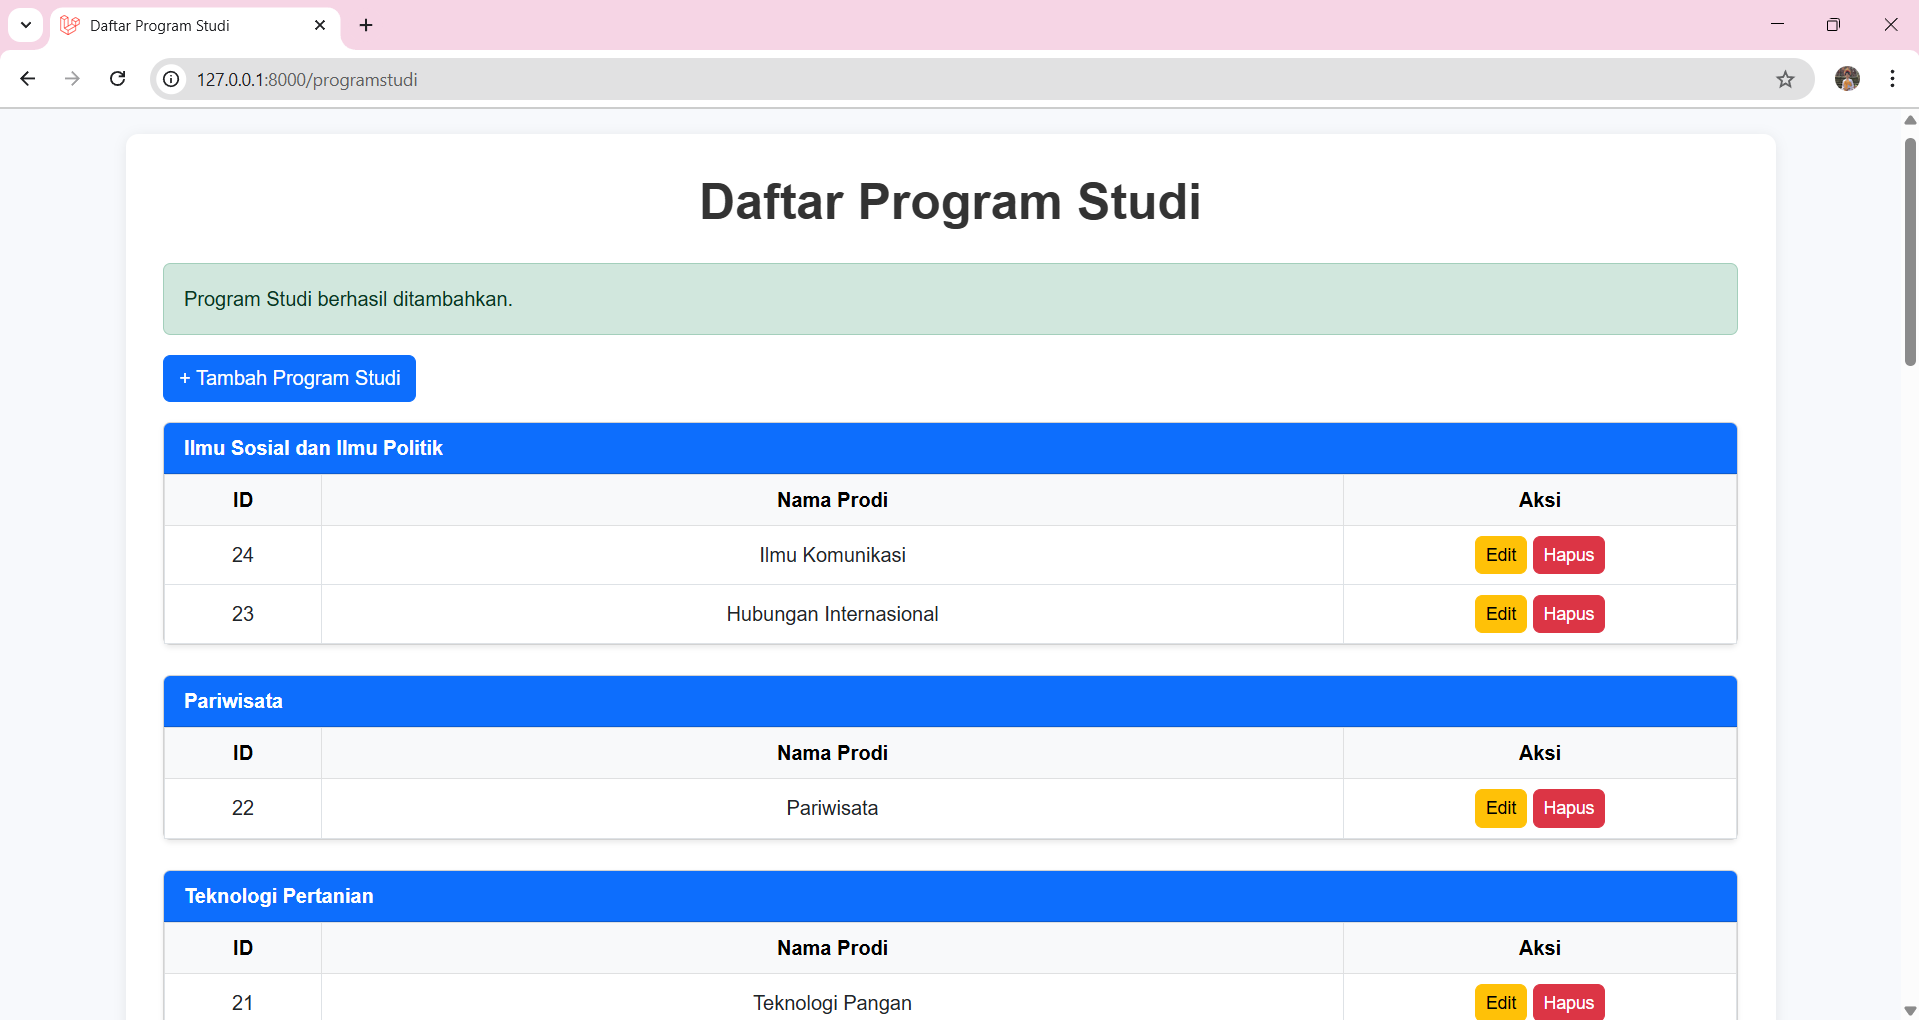 Daftar Program Studi
127.0.0.1:8000/programstudi
Daftar Program Studi
Program Studi berhasil ditambahkan.
+ Tambah Program Studi
Ilmu Sosial dan Ilmu Politik
ID Nama Prodi Aksi
24 Ilmu Komunikasi Edit Hapus
23 Hubungan Internasional Edit Hapus
Pariwisata
ID Nama Prodi Aksi
22 Pariwisata Edit Hapus
Teknologi Pertanian
ID Nama Prodi Aksi
21 Teknologi Pangan Edit Hapus